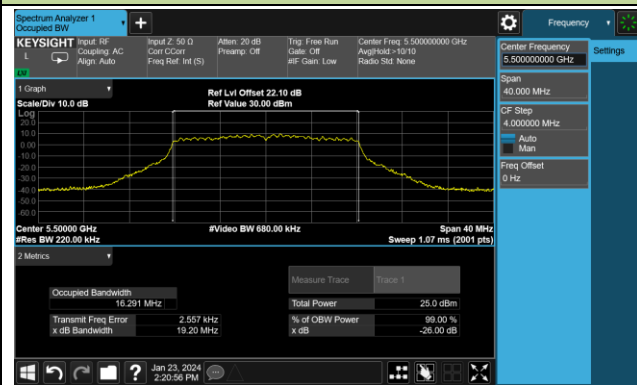 Spectrum Analyzer 1
Occupied BW
Frequency
KEYSIGHT
L
Input: RF
Coupling: AC
Align: Auto
Input Z: 50 Ω
Corr CCorr
Freq Ref: Int (S)
Atten: 20 dB
Preamp: Off
Trig: Free Run
Gate: Off
#IF Gain: Low
Center Freq: 5.500000000 GHz
Avg|Hold:>10/10
Radio Std: None
Center Frequency
5.500000000 GHz
Settings
Span
40.000 MHz
CF Step
4.000000 MHz
Auto
Man
Freq Offset
0 Hz
1 Graph
Scale/Div 10.0 dB
Ref Lvl Offset 22.10 dB
Ref Value 30.00 dBm
Log
20.0
10.0
0.00
-10.0
-20.0
-30.0
-40.0
-50.0
-60.0
Center 5.50000 GHz
#Res BW 220.00 kHz
#Video BW 680.00 kHz
Span 40 MHz
Sweep 1.07 ms (2001 pts)
2 Metrics
Measure Trace
Trace 1
Occupied Bandwidth
16.291 MHz
Total Power
25.0 dBm
Transmit Freq Error
2.557 kHz
% of OBW Power
99.00 %
x dB Bandwidth
19.20 MHz
x dB
-26.00 dB
Jan 23, 2024
2:20:56 PM